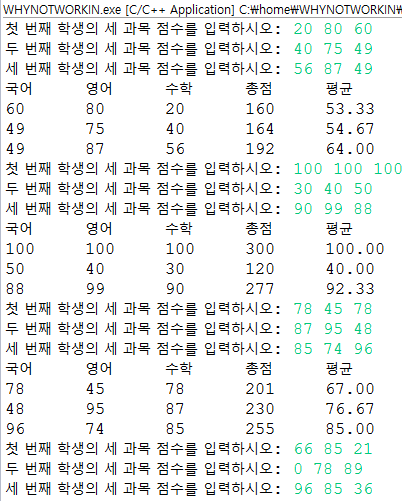 WHYNOTWORKIN.exe [C/C++ Application] C:\home\WHYNOTWORKIN\
첫 번째 학생의 세 과목 점수를 입력하시오: 20 80 60
두 번째 학생의 세 과목 점수를 입력하시오: 40 75 49
세 번째 학생의 세 과목 점수를 입력하시오: 56 87 49
국어 영어 수학 총점 평균
60 80 20 160 53.33
49 75 40 164 54.67
49 87 56 192 64.00
첫 번째 학생의 세 과목 점수를 입력하시오: 100 100 100
두 번째 학생의 세 과목 점수를 입력하시오: 30 40 50
세 번째 학생의 세 과목 점수를 입력하시오: 90 99 88
국어 영어 수학 총점 평균
100 100 100 300 100.00
50 40 30 120 40.00
88 99 90 277 92.33
첫 번째 학생의 세 과목 점수를 입력하시오: 78 45 78
두 번째 학생의 세 과목 점수를 입력하시오: 87 95 48
세 번째 학생의 세 과목 점수를 입력하시오: 85 74 96
국어 영어 수학 총점 평균
78 45 78 201 67.00
48 95 87 230 76.67
96 74 85 255 85.00
첫 번째 학생의 세 과목 점수를 입력하시오: 66 85 21
두 번째 학생의 세 과목 점수를 입력하시오: 0 78 89
세 번째 학생의 세 과목 점수를 입력하시오: 96 85 36